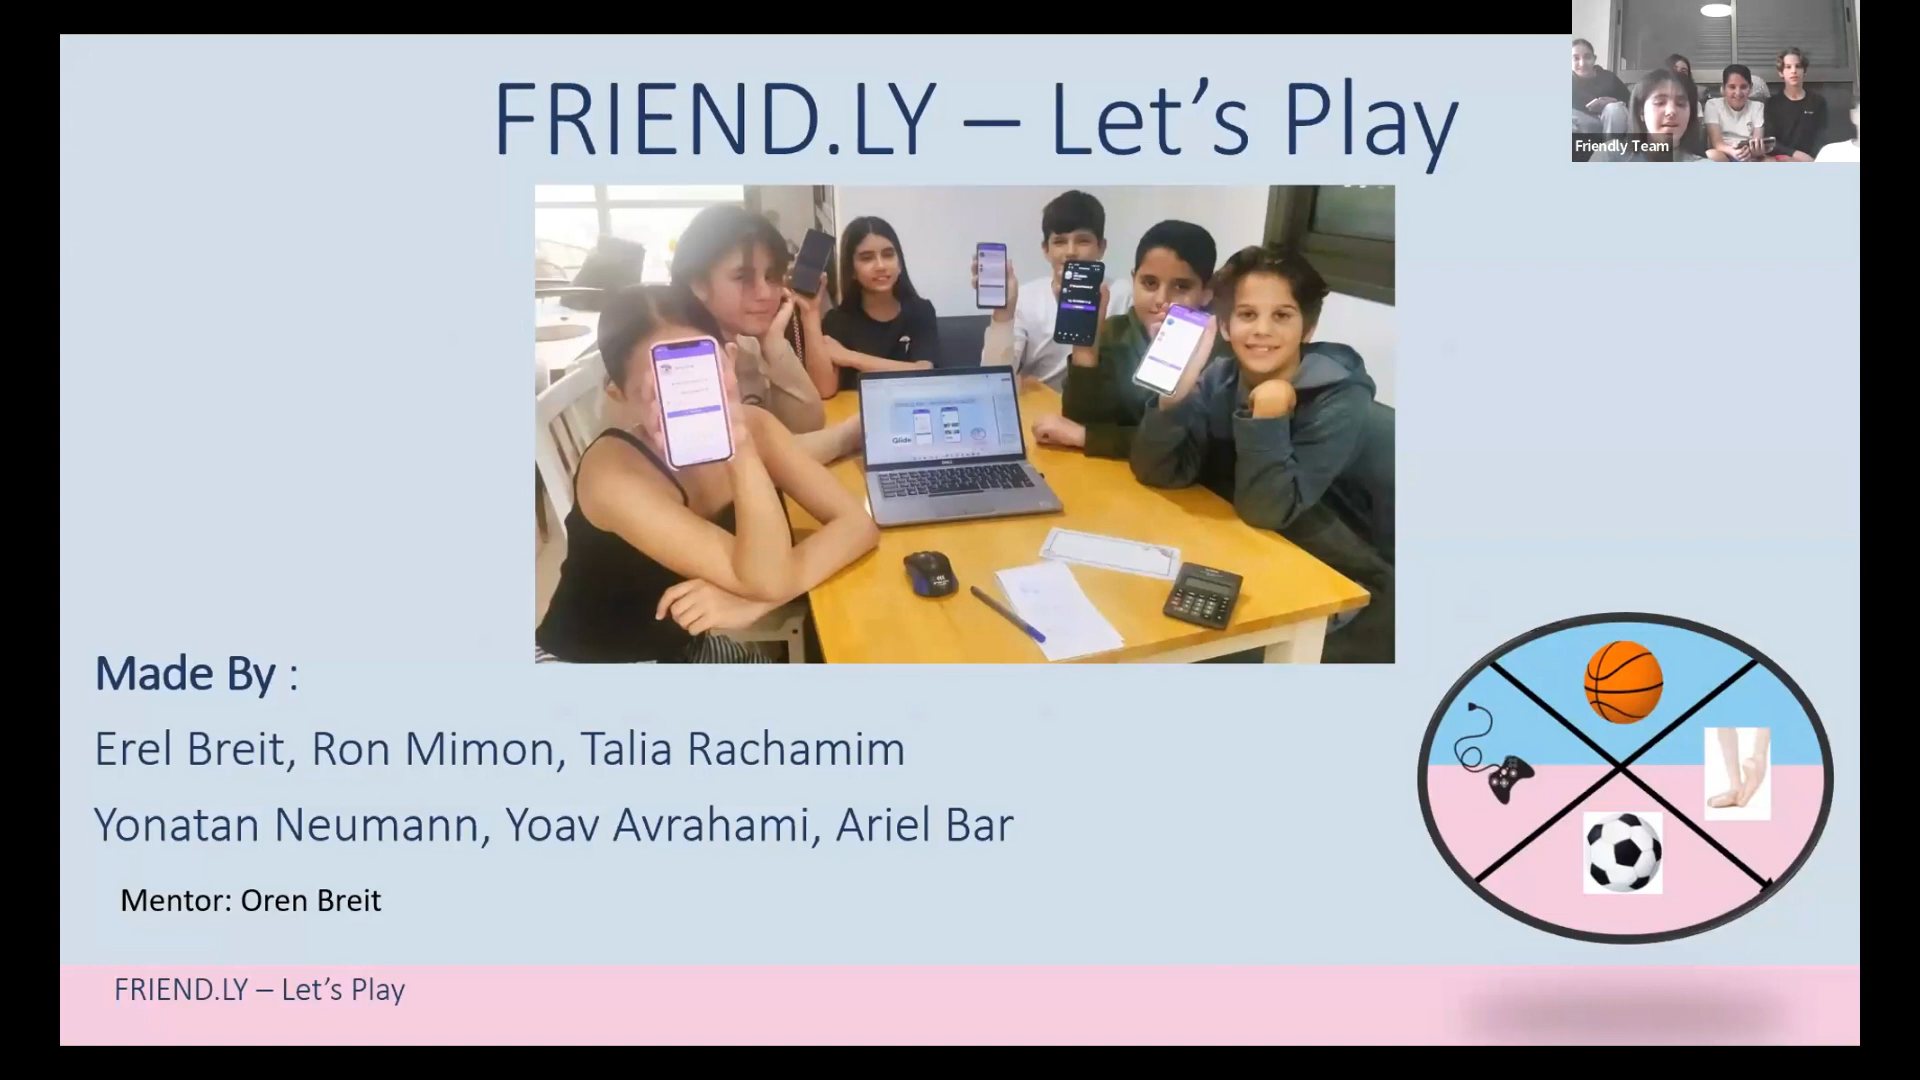 FRIEND.LY – Let’s Play
Friendly Team
Glide
Made By :
Erel Breit, Ron Mimon, Talia Rachamim
Yonatan Neumann, Yoav Avrahami, Ariel Bar
Mentor: Oren Breit
FRIEND.LY – Let’s Play